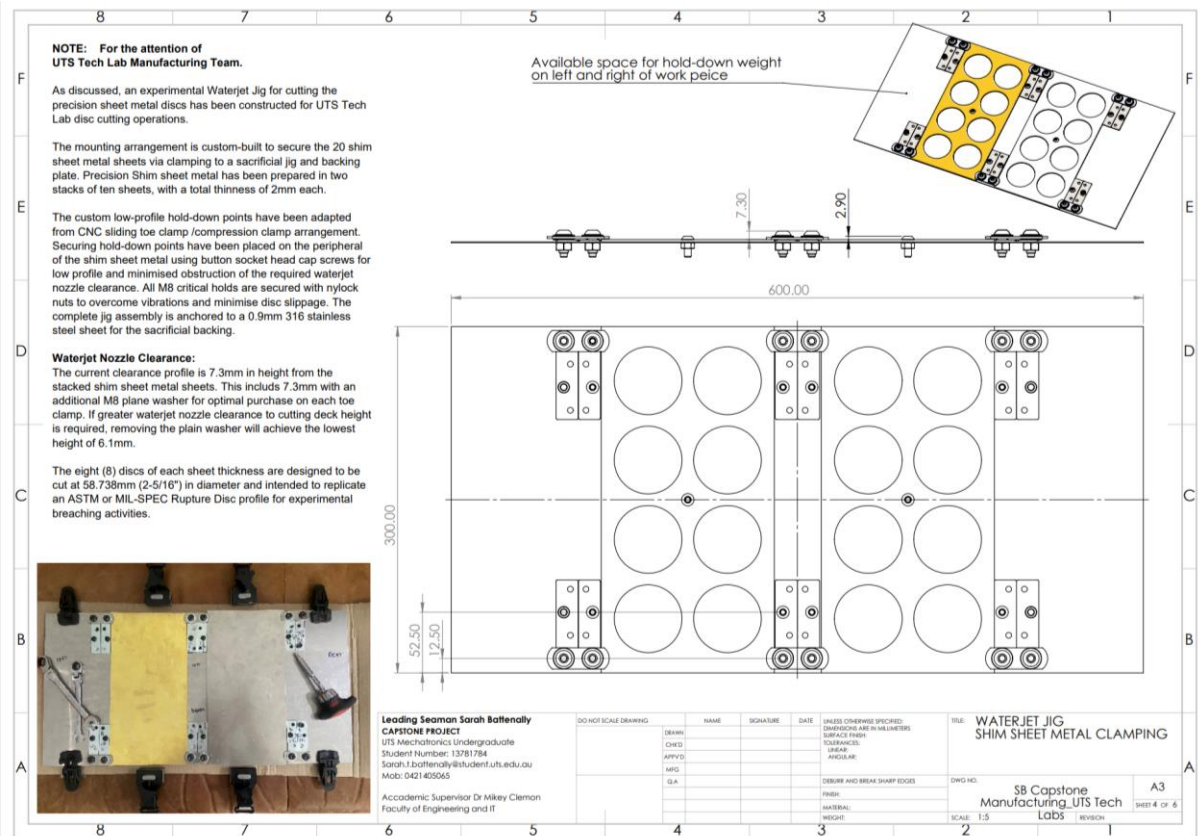 8 7 6 5 4 3 2 1
F
E
D
C
B
A
NOTE: For the attention of
UTS Tech Lab Manufacturing Team.
As discussed, an experimental Waterjet Jig for cutting the
precision sheet metal discs has been constructed for UTS Tech
Lab disc cutting operations.
The mounting arrangement is custom-built to secure the 20 shim
sheet metal sheets via clamping to a sacrificial jig and backing
plate. Precision Shim sheet metal has been prepared in two
stacks of ten sheets, with a total thinness of 2mm each.
The custom low-profile hold-down points have been adapted
from CNC sliding toe clamp /compression clamp arrangement.
Securing hold-down points have been placed on the peripheral
of the shim sheet metal using button socket head cap screws for
low profile and minimised obstruction of the required waterjet
nozzle clearance. All M8 critical holds are secured with nylock
nuts to overcome vibrations and minimise disc slippage. The
complete jig assembly is anchored to a 0.9mm 316 stainless
steel sheet for the sacrificial backing.
Waterjet Nozzle Clearance:
The current clearance profile is 7.3mm in height from the
stacked shim sheet metal sheets. This includes 7.3mm with an
additional M8 plane washer for optimal purchase on each toe
clamp. If greater waterjet nozzle clearance to cutting deck height
is required, removing the plain washer will achieve the lowest
height of 6.1mm.
The eight (8) discs of each sheet thickness are designed to be
cut at 58.738mm (2-5/16") in diameter and intended to replicate
an ASTM or MIL-SPEC Rupture Disc profile for experimental
breaching activities.
Available space for hold-down weight
on left and right of work peice
7.30
2.90
600.00
300.00
52.50
12.50
Leading Seaman Sarah Battenally
CAPSTONE PROJECT
UTS Mechatronics Undergraduate
Student Number: 13781784
Sarah.t.battenally@student.uts.edu.au
Mob: 0421405065
Accademic Supervisor Dr Mikey Clemon
Faculty of Engineering and IT
DO NOT SCALE DRAWING
NAME SIGNATURE DATE
DRAWN
CHK'D
APPV'D
MFG
Q.A
UNLESS OTHERWISE SPECIFIED:
DIMENSIONS ARE IN MILLIMETERS
SURFACE FINISH:
TOLERANCES:
LINEAR:
ANGULAR:
DEBURR AND BREAK SHARP EDGES
FINISH:
MATERIAL:
WEIGHT:
TITLE: WATERJET JIG
SHIM SHEET METAL CLAMPING
DWG NO.
SB Capstone
Manufacturing_UTS Tech
Labs
A3
SHEET 4 OF 6
SCALE: 1:5
REVISION
F
E
D
C
B
A
8 7 6 5 4 3 2 1